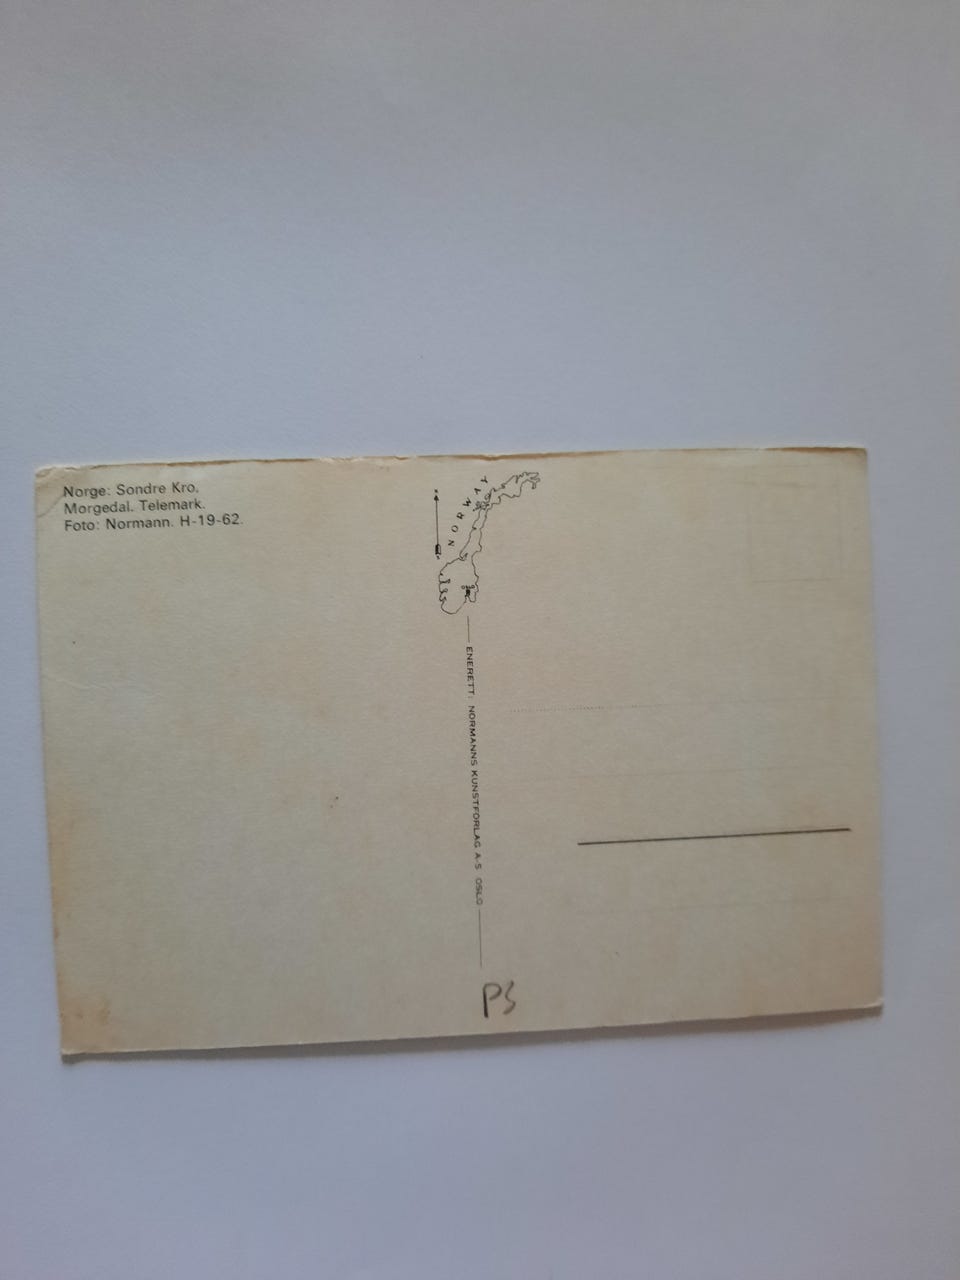 Norge: Sondre Kro.
Morgedal. Telemark.
Foto: Normann. H-19-62.
NORWAY
ENERETT: NORMANNS KUNSTFORLAG A-S OSLO
PS